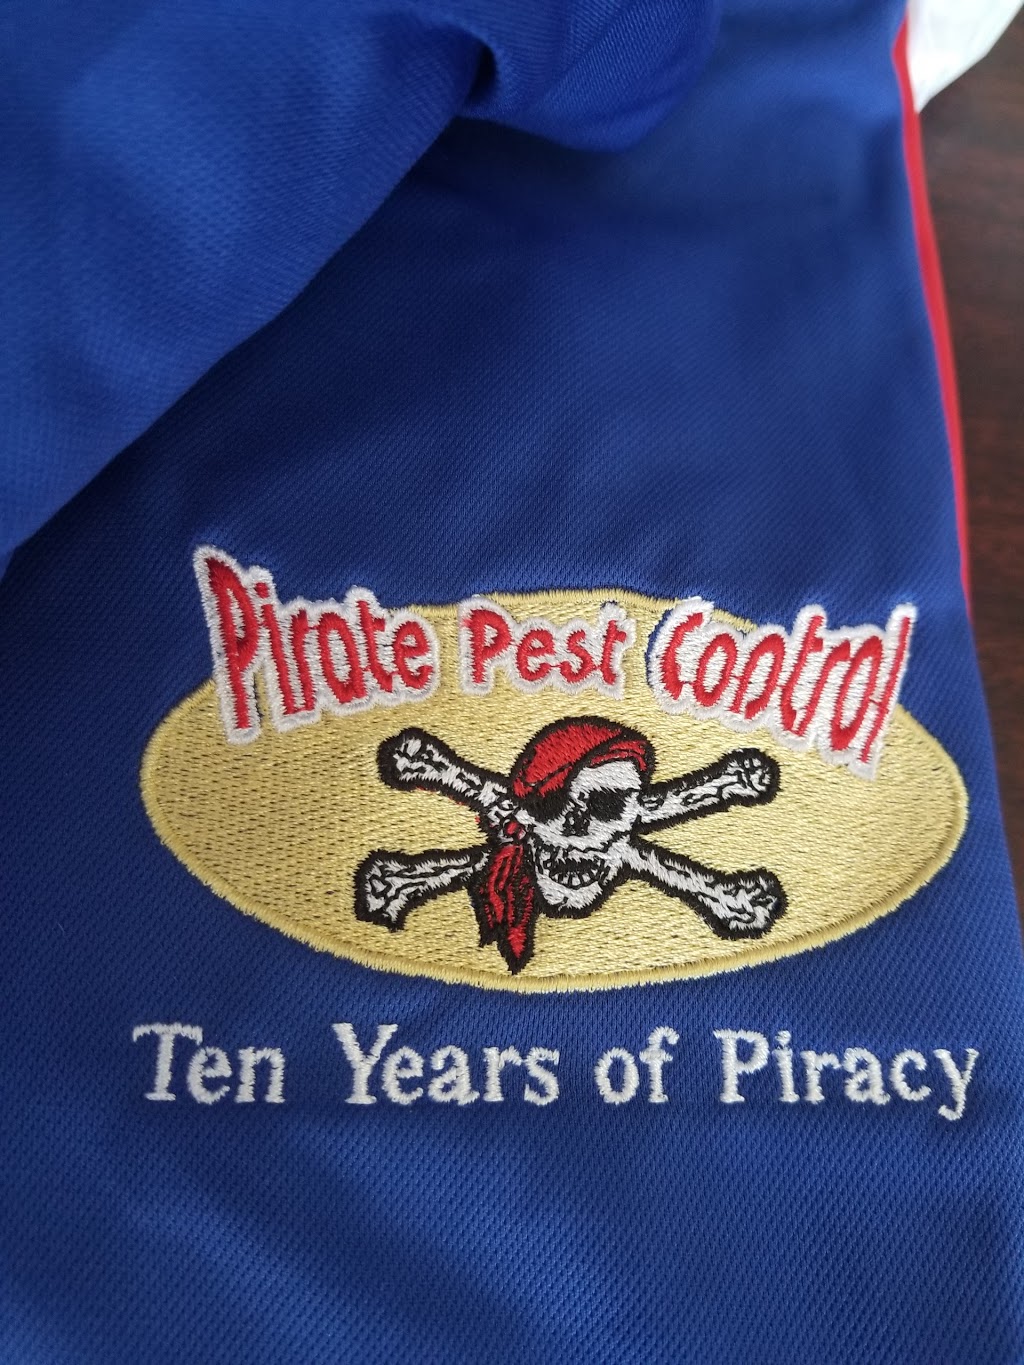 Pirate Pest Control
Ten Years of Piracy